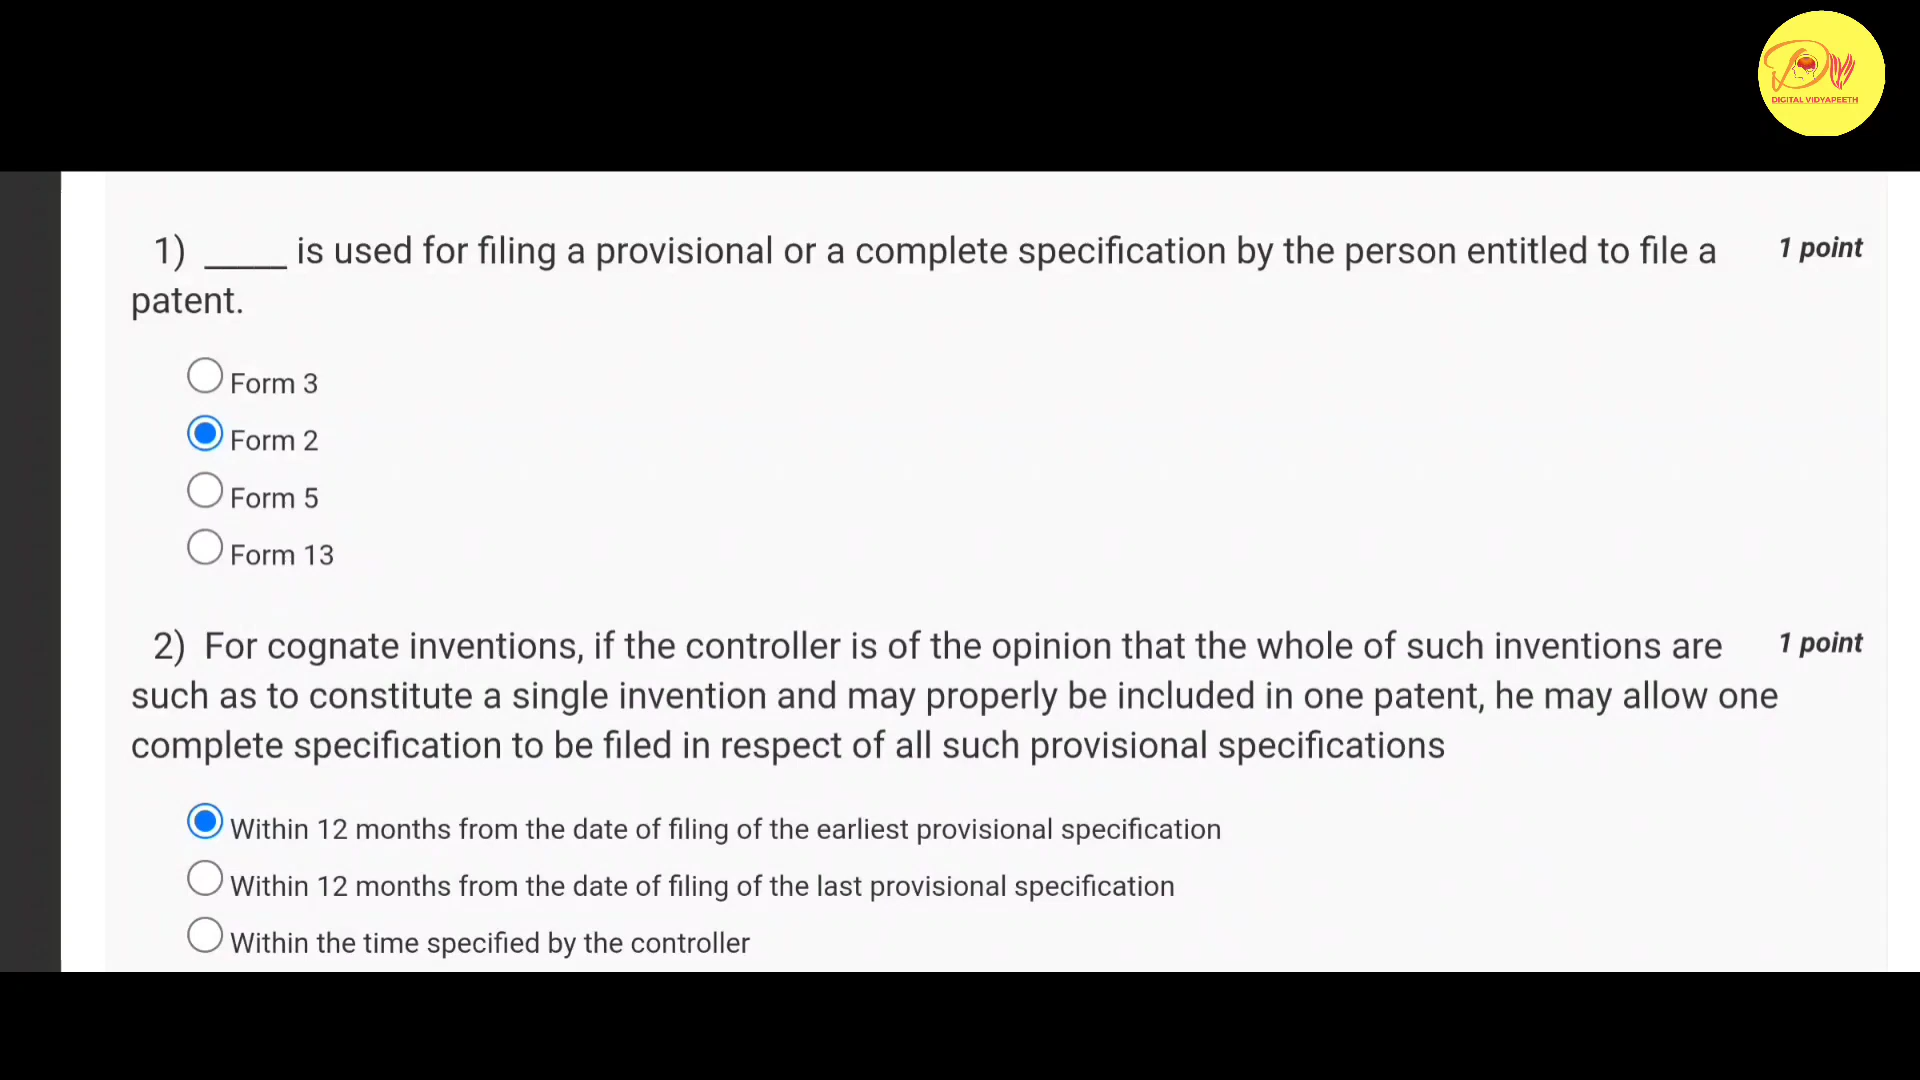 DIGITAL VIDYAPEETH
1) _____ is used for filing a provisional or a complete specification by the person entitled to file a 1 point
patent.
Form 3
Form 2
Form 5
Form 13
2) For cognate inventions, if the controller is of the opinion that the whole of such inventions are 1 point
such as to constitute a single invention and may properly be included in one patent, he may allow one
complete specification to be filed in respect of all such provisional specifications
Within 12 months from the date of filing of the earliest provisional specification
Within 12 months from the date of filing of the last provisional specification
Within the time specified by the controller